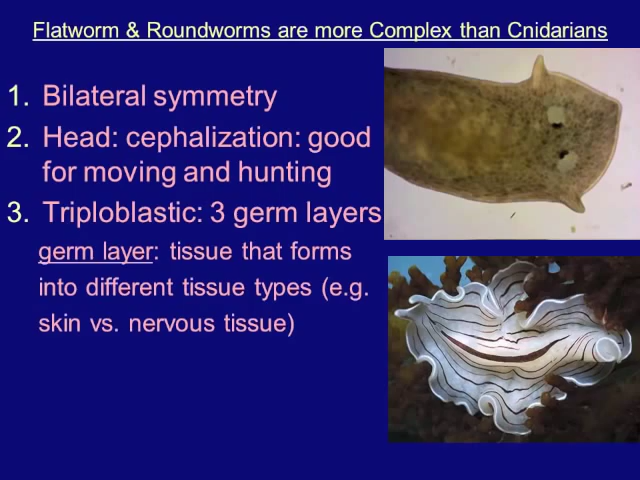 Flatworm & Roundworms are more Complex than Cnidarians
1. Bilateral symmetry
2. Head: cephalization: good
for moving and hunting
3. Triploblastic: 3 germ layers
germ layer: tissue that forms
into different tissue types (e.g.
skin vs. nervous tissue)